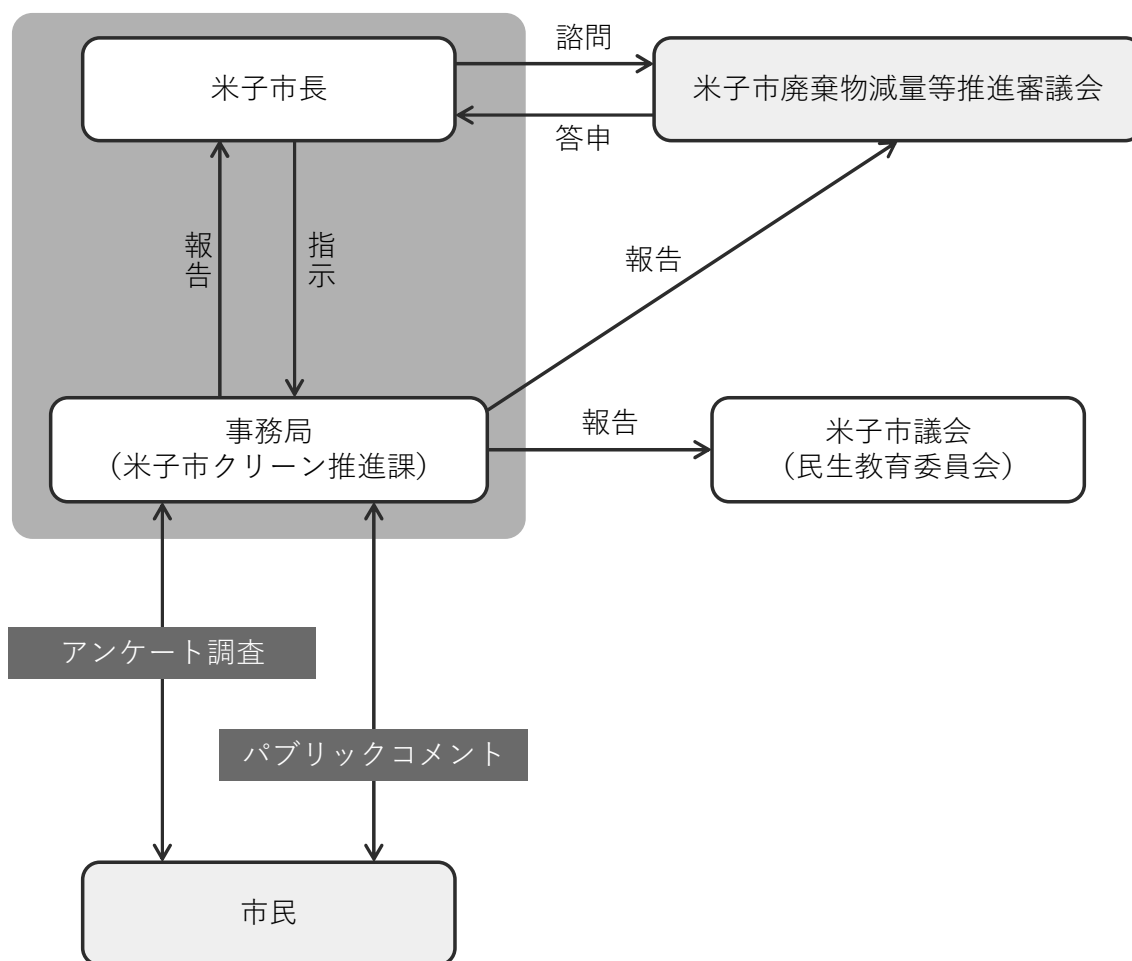 諮問
米子市長
米子市廃棄物減量等推進審議会
答申
報告
指示
報告
事務局
（米子市クリーン推進課）
報告
米子市議会
（民生教育委員会）
アンケート調査
パブリックコメント
市民